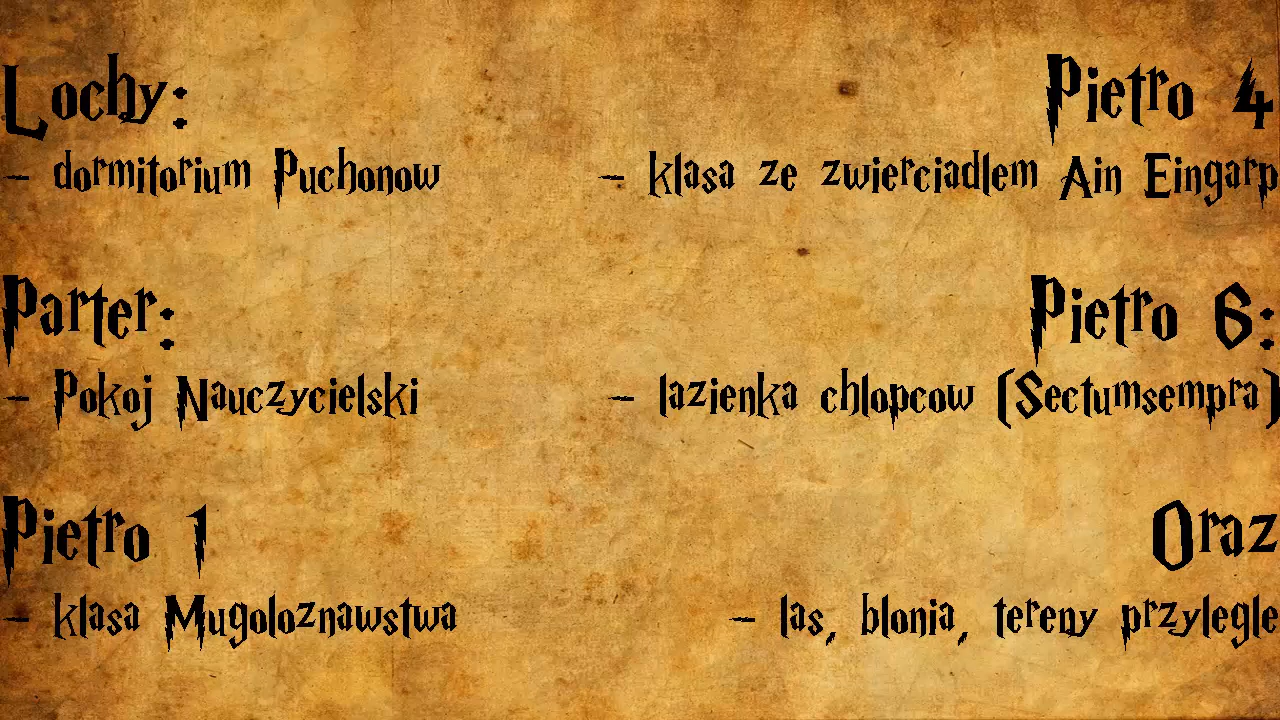 Lochy:
- dormitorium Puchonow
Parter:
- Pokoj Nauczycielski
Pietro 1
- klasa Mugoloznawstwa
Pietro 4
- klasa ze zwierciadlem Ain Eingarp
Pietro 6:
- lazienka chlopcow (Sectumsempra)
Oraz
- las, blonia, tereny przylegle